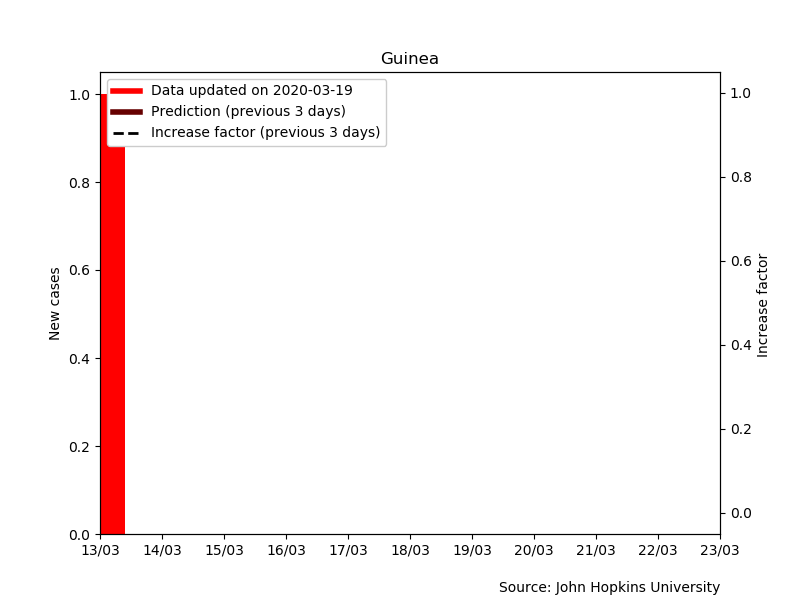 Guinea
Data updated on 2020-03-19
Prediction (previous 3 days)
Increase factor (previous 3 days)
New cases
1.0
0.8
0.6
0.4
0.2
0.0
Increase factor
1.0
0.8
0.6
0.4
0.2
0.0
13/03 14/03 15/03 16/03 17/03 18/03 19/03 20/03 21/03 22/03 23/03
Source: John Hopkins University